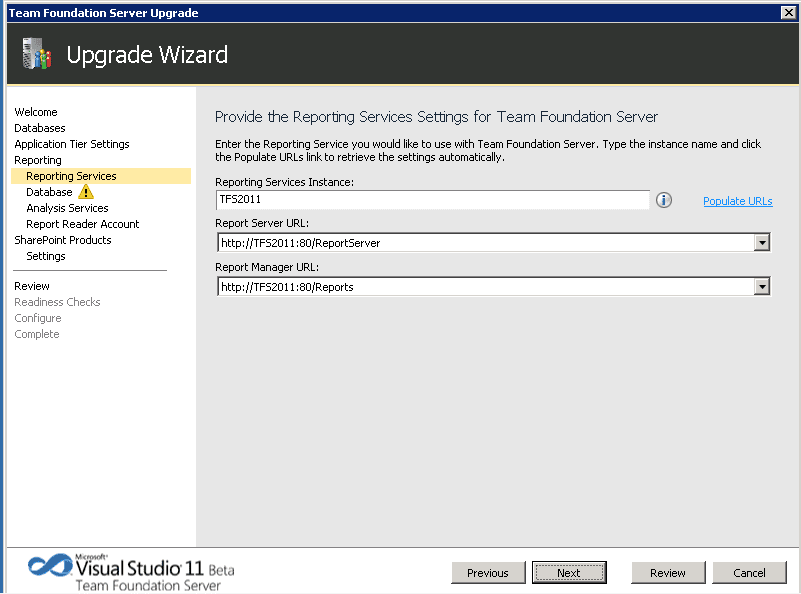 Team Foundation Server Upgrade
Upgrade Wizard
Welcome
Databases
Application Tier Settings
Reporting
Reporting Services
Database
Analysis Services
Report Reader Account
SharePoint Products
Settings
Review
Readiness Checks
Configure
Complete
Provide the Reporting Services Settings for Team Foundation Server
Enter the Reporting Service you would like to use with Team Foundation Server. Type the instance name and click
the Populate URLs link to retrieve the settings automatically.
Reporting Services Instance:
TFS2011
Populate URLs
Report Server URL:
http://TFS2011:80/ReportServer
Report Manager URL:
http://TFS2011:80/Reports
Microsoft®
Visual Studio 11 Beta
Team Foundation Server
Previous
Next
Review
Cancel